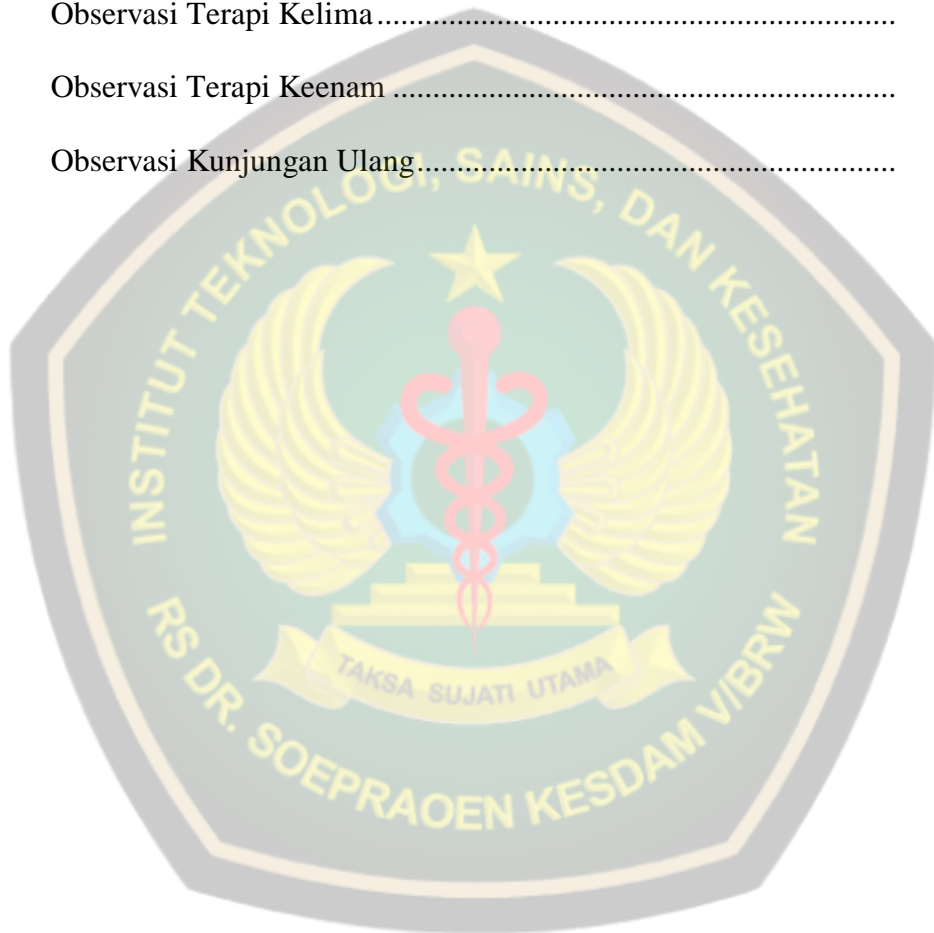 Observasi Terapi Kelima................................................................
Observasi Terapi Keenam ..............................................................
Observasi Kunjungan Ulang...........................................................
INSTITUT TEKNOLOGI, SAINS, DAN KESEHATAN
TAKSA SUJATI UTAMA
RS DR. SOEPRAOEN KESDAM V/BRW